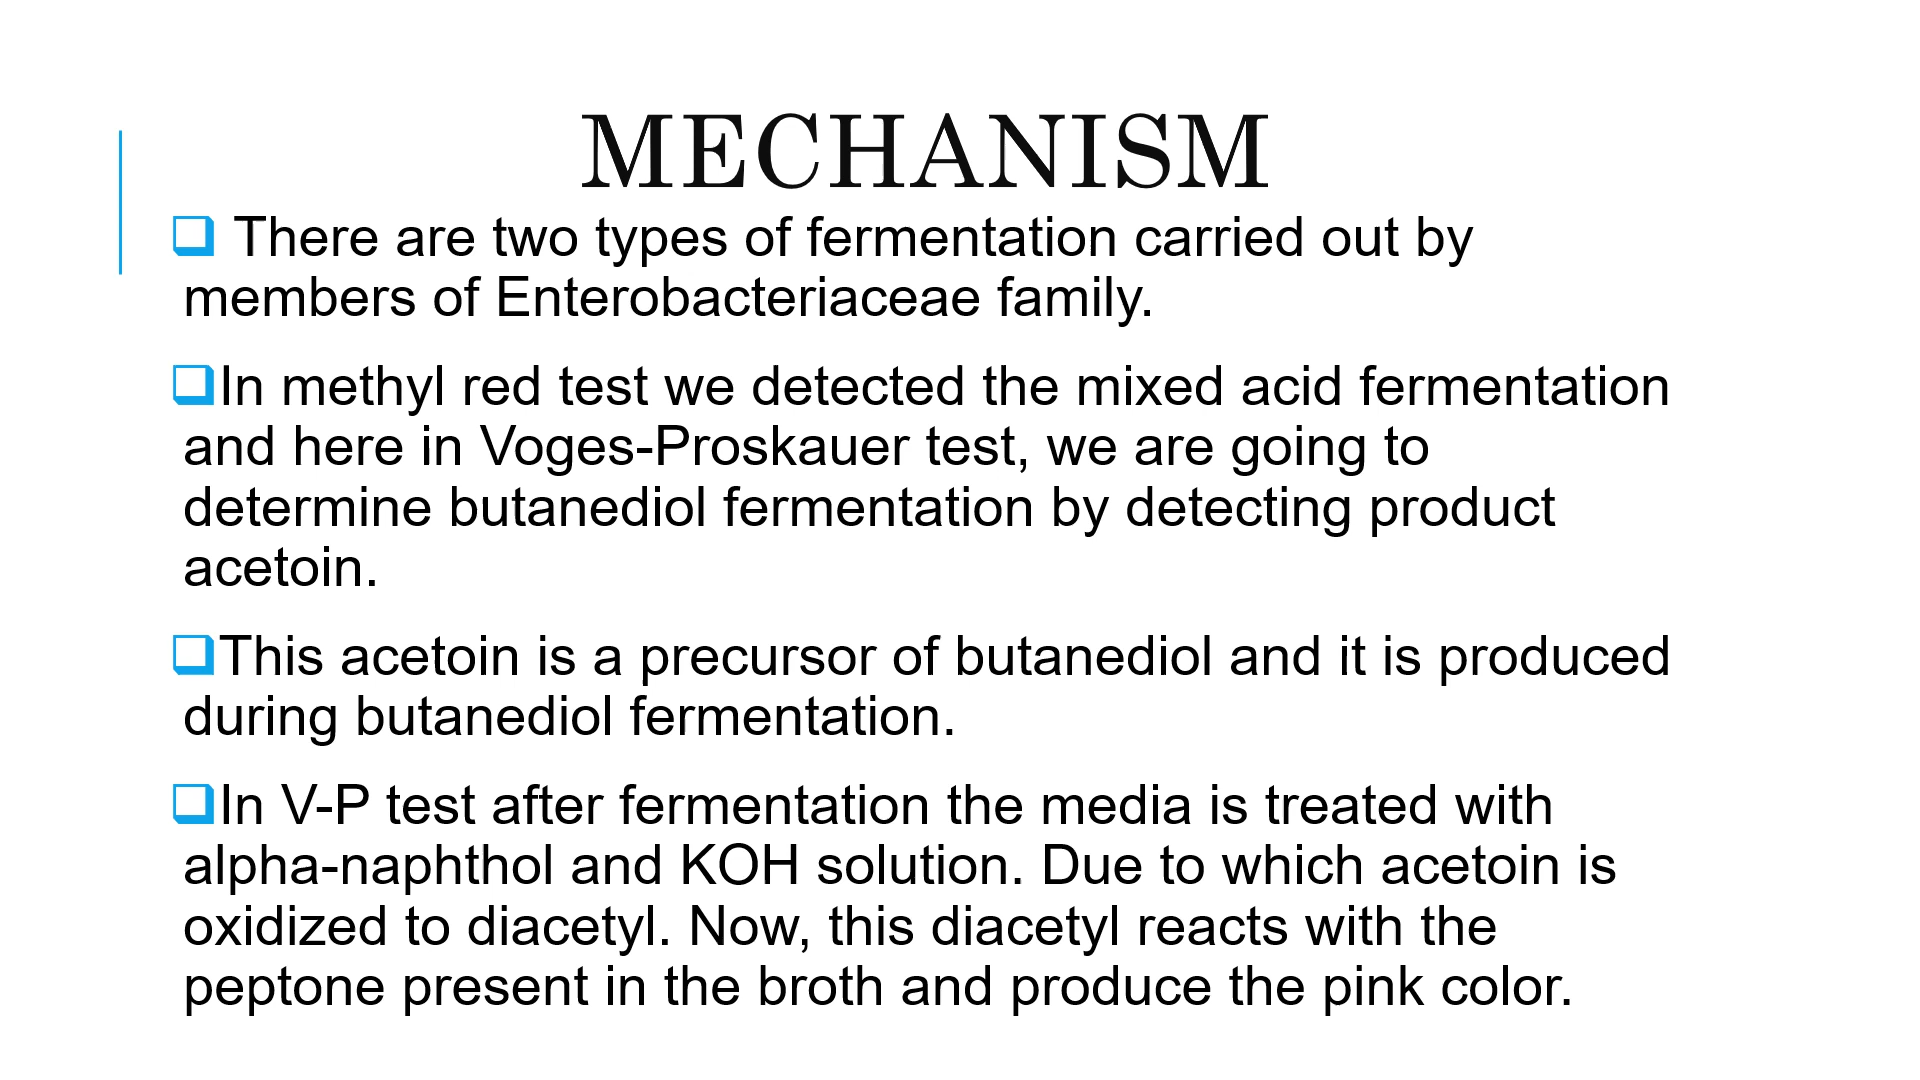 MECHANISM
❑ There are two types of fermentation carried out by
members of Enterobacteriaceae family.
❑In methyl red test we detected the mixed acid fermentation
and here in Voges-Proskauer test, we are going to
determine butanediol fermentation by detecting product
acetoin.
❑This acetoin is a precursor of butanediol and it is produced
during butanediol fermentation.
❑In V-P test after fermentation the media is treated with
alpha-naphthol and KOH solution. Due to which acetoin is
oxidized to diacetyl. Now, this diacetyl reacts with the
peptone present in the broth and produce the pink color.